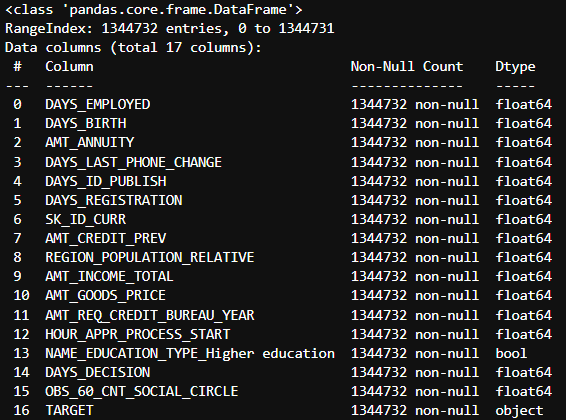 <class 'pandas.core.frame.DataFrame'>
RangeIndex: 1344732 entries, 0 to 1344731
Data columns (total 17 columns):
 #   Column                               Non-Null Count    Dtype
---  ------                               --------------    -----
 0   DAYS_EMPLOYED                        1344732 non-null  float64
 1   DAYS_BIRTH                           1344732 non-null  float64
 2   AMT_ANNUITY                          1344732 non-null  float64
 3   DAYS_LAST_PHONE_CHANGE               1344732 non-null  float64
 4   DAYS_ID_PUBLISH                      1344732 non-null  float64
 5   DAYS_REGISTRATION                    1344732 non-null  float64
 6   SK_ID_CURR                           1344732 non-null  float64
 7   AMT_CREDIT_PREV                      1344732 non-null  float64
 8   REGION_POPULATION_RELATIVE           1344732 non-null  float64
 9   AMT_INCOME_TOTAL                     1344732 non-null  float64
 10  AMT_GOODS_PRICE                      1344732 non-null  float64
 11  AMT_REQ_CREDIT_BUREAU_YEAR           1344732 non-null  float64
 12  HOUR_APPR_PROCESS_START              1344732 non-null  float64
 13  NAME_EDUCATION_TYPE_Higher education 1344732 non-null  bool
 14  DAYS_DECISION                        1344732 non-null  float64
 15  OBS_60_CNT_SOCIAL_CIRCLE             1344732 non-null  float64
 16  TARGET                               1344732 non-null  object